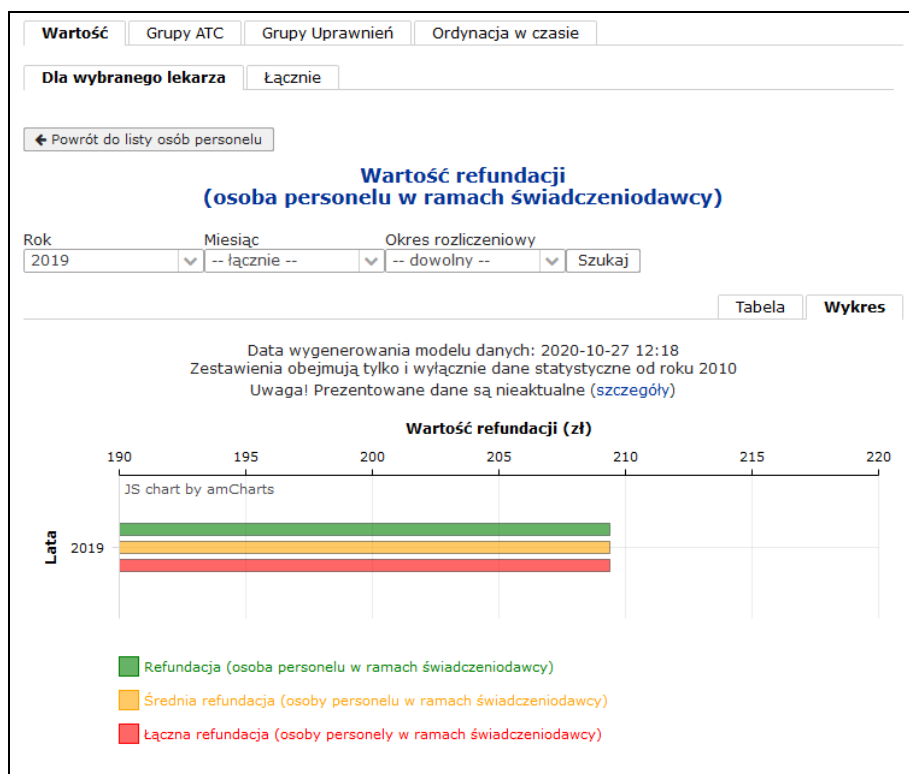 Wartość Grupy ATC Grupy Uprawnień Ordynacja w czasie
Dla wybranego lekarza Łącznie
← Powrót do listy osób personelu
Wartość refundacji
(osoba personelu w ramach świadczeniodawcy)
Rok Miesiąc Okres rozliczeniowy
2019 -- łącznie -- -- dowolny -- Szukaj
Tabela Wykres
Data wygenerowania modelu danych: 2020-10-27 12:18
Zestawienia obejmują tylko i wyłącznie dane statystyczne od roku 2010
Uwaga! Prezentowane dane są nieaktualne (szczegóły)
Wartość refundacji (zł)
190 195 200 205 210 215 220
JS chart by amCharts
Lata
2019
Refundacja (osoba personelu w ramach świadczeniodawcy)
Średnia refundacja (osoby personelu w ramach świadczeniodawcy)
Łączna refundacja (osoby personely w ramach świadczeniodawcy)